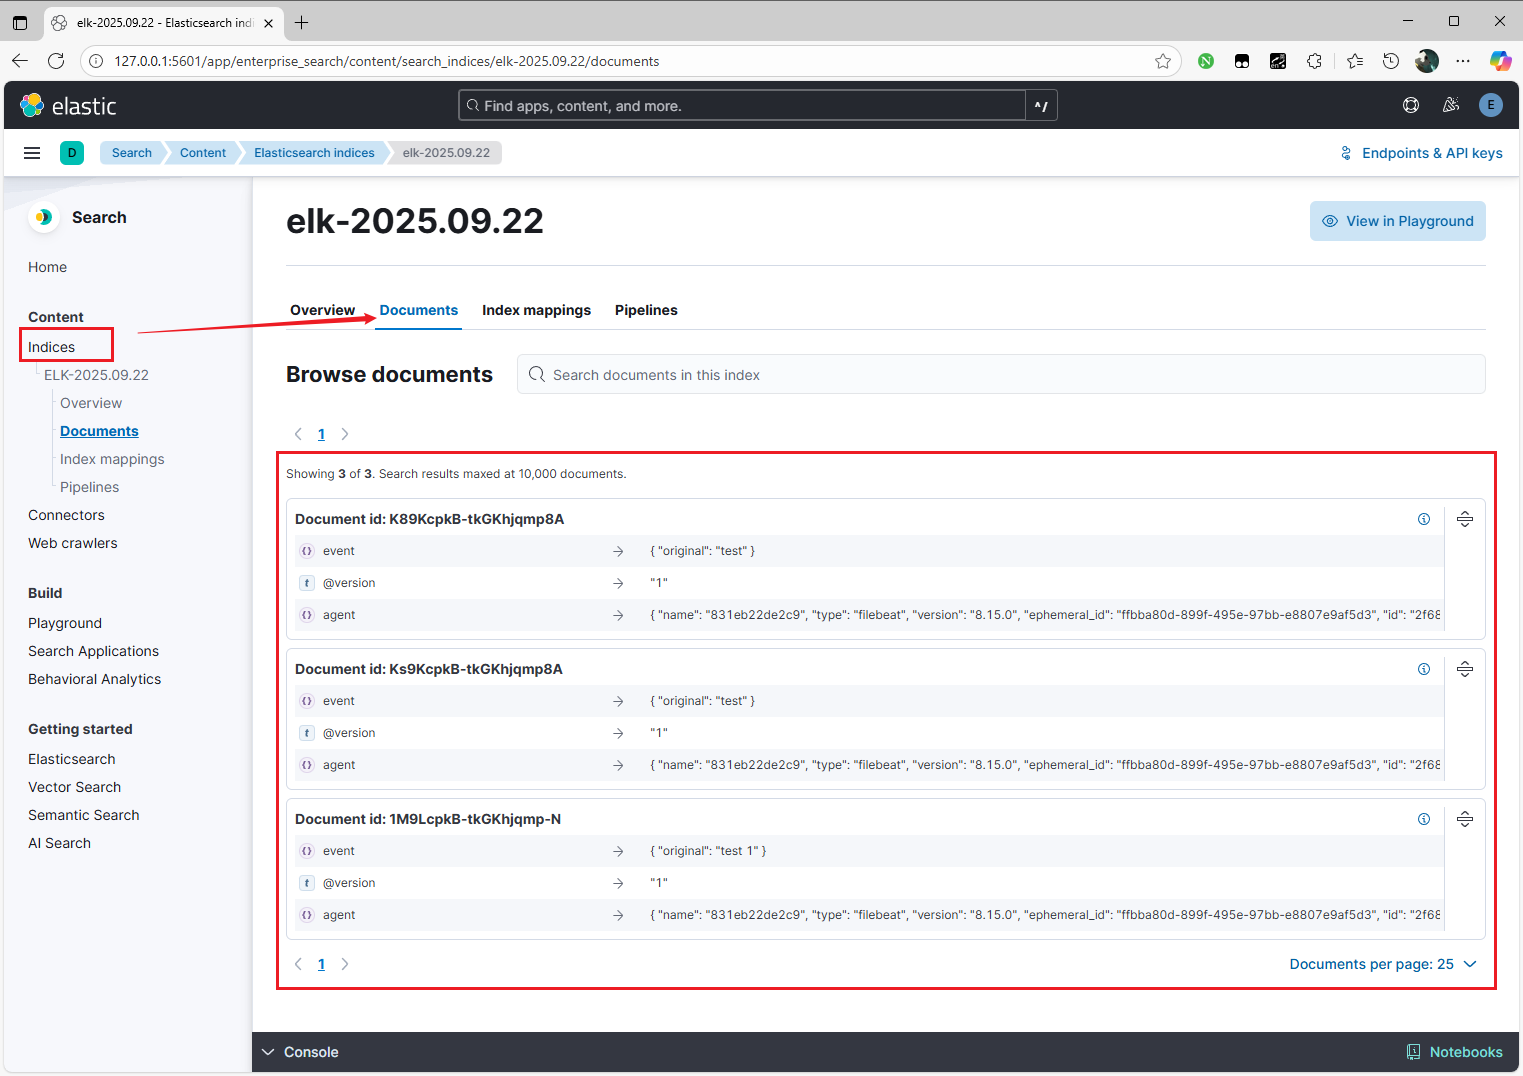 elk-2025.09.22 - Elasticsearch indi
127.0.0.1:5601/app/enterprise_search/content/search_indices/elk-2025.09.22/documents
elastic
Find apps, content, and more.
^/
E
D
Search
Content
Elasticsearch indices
elk-2025.09.22
Endpoints & API keys
Search
Home
Content
Indices
ELK-2025.09.22
Overview
Documents
Index mappings
Pipelines
Connectors
Web crawlers
Build
Playground
Search Applications
Behavioral Analytics
Getting started
Elasticsearch
Vector Search
Semantic Search
AI Search
elk-2025.09.22
View in Playground
Overview
Documents
Index mappings
Pipelines
Browse documents
Search documents in this index
1
Showing 3 of 3. Search results maxed at 10,000 documents.
Document id: K89KcpkB-tkGKhjqmp8A
{} event → { "original": "test" }
t @version → "1"
{} agent → { "name": "831eb22de2c9", "type": "filebeat", "version": "8.15.0", "ephemeral_id": "ffbba80d-899f-495e-97bb-e8807e9af5d3", "id": "2f68
Document id: Ks9KcpkB-tkGKhjqmp8A
{} event → { "original": "test" }
t @version → "1"
{} agent → { "name": "831eb22de2c9", "type": "filebeat", "version": "8.15.0", "ephemeral_id": "ffbba80d-899f-495e-97bb-e8807e9af5d3", "id": "2f68
Document id: 1M9LcpkB-tkGKhjqmp-N
{} event → { "original": "test 1" }
t @version → "1"
{} agent → { "name": "831eb22de2c9", "type": "filebeat", "version": "8.15.0", "ephemeral_id": "ffbba80d-899f-495e-97bb-e8807e9af5d3", "id": "2f68
1
Documents per page: 25
Console
Notebooks